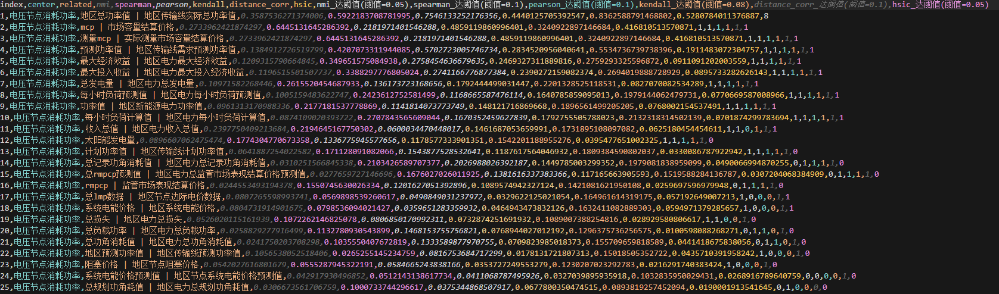 index,center,related,nmi,spearman,pearson,kendall,distance_corr,hsic,nmi_达阈值(阈值=0.05),spearman_达阈值(阈值=0.1),pearson_达阈值(阈值=0.1),kendall_达阈值(阈值=0.08),distance_corr_达阈值(阈值=0.1),hsic_达阈值(阈值=0.05)
1,电压节点消耗功率,地区总功率值 | 地区传输线实际总功率值,0.3587536271374006,0.5922183708781995,0.7546133252176356,0.4440125705392547,0.8362588791468802,0.5280784011376887,8
2,电压节点消耗功率,mcp | 市场容量结算价格,0.2733962421874297,0.6445131645286392,0.2181971401546288,0.4859119860996401,0.3240922897146684,0.416810513570871,1,1,1,1,1,1
3,电压节点消耗功率,测量mcp | 实际测量市场容量结算价格,0.2733962421874297,0.6445131645286392,0.2181971401546288,0.4859119860996401,0.3240922897146684,0.416810513570871,1,1,1,1,1,1
4,电压节点消耗功率,预测功率值 | 地区传输线需求预测功率值,0.1384912726519799,0.4207073311944085,0.5702723005746734,0.2834520956040641,0.5534736739738396,0.1911483072304757,1,1,1,1,1,1
5,电压节点消耗功率,最大经济效益 | 地区电力最大经济效益,0.1209315790664845,0.349651575084938,0.2758454636679635,0.2469327311889816,0.2759293325596872,0.0911091202003559,1,1,1,1,1,1
6,电压节点消耗功率,最大投入收益 | 地区电力最大投入经济收益,0.1196515501507737,0.3388297776805024,0.2741166776877384,0.2390272159082374,0.2694019888728929,0.0895733282626143,1,1,1,1,1,1
7,电压节点消耗功率,总发电量 | 地区电力总发电量,0.10971582268446,0.2615520454687933,0.136173723168656,0.1792444499031447,0.2201328525118531,0.0827070082534289,1,1,1,1,1,1
8,电压节点消耗功率,每小时负荷预测值 | 地区电力每小时负荷预测值,0.1005159483622747,0.2423612752581499,0.1168665587476114,0.1640785859095013,0.1979144062479731,0.0770669587008966,1,1,1,1,1,1
9,电压节点消耗功率,功率值 | 地区新能源电力功率值,0.0961313170988336,0.2177181537778869,0.1141814073773749,0.148121716869668,0.1896561499205205,0.0768002154537491,1,1,1,1,1,1
10,电压节点消耗功率,每小时负荷计算值 | 地区电力每小时负荷计算值,0.0874109020393722,0.2707843565609044,0.1670352459627839,0.1792755505788023,0.2132318314502139,0.0701874299783694,1,1,1,1,1,1
11,电压节点消耗功率,收入总值 | 地区电力收入总值,0.2397750409213684,0.2194645167750302,0.0600034470448017,0.1461687053659991,0.1731895108097082,0.0625180454454611,1,1,0,1,1,1
12,电压节点消耗功率,太阳能发电量,0.0896607062475474,0.1774304770673358,0.1336775945577656,0.1178577333901351,0.1542201188955276,0.0395477651002325,1,1,1,1,1,0
13,电压节点消耗功率,计划功率值 | 地区传输线计划功率值,0.0641887254022582,0.171128091082066,0.1543877528532641,0.1187617564046932,0.1809384590802037,0.0330086787922942,1,1,1,1,1,0
14,电压节点消耗功率,总记录功角消耗值 | 地区电力总记录功角消耗值,0.0310251566845338,0.2103426589707377,0.2026988026392187,0.1449785003299352,0.1979081838959099,0.0490066994870255,0,1,1,1,1,0
15,电压节点消耗功率,总rmpcp预测值 | 地区电力总监管市场表现结算价格预测值,0.0277659727146696,0.1676027026011925,0.1381616337383366,0.117165663905593,0.1519588284136787,0.0307204068384909,0,1,1,1,1,0
16,电压节点消耗功率,rmpcp | 监管市场表现结算价格,0.0244553493194378,0.1550745630026334,0.1201627051392896,0.1089574942327124,0.1421081621950108,0.0259697596979948,0,1,1,1,1,0
17,电压节点消耗功率,总lmp数据 | 地区节点边际电价数据,0.0807265598993741,0.0569898539260617,0.0490849031237972,0.0329622125021054,0.164961614319175,0.057192649007213,1,0,0,0,1,1
18,电压节点消耗功率,系统电能价格 | 地区系统电能价格,0.0804731914901675,0.0798536094021427,0.0359651283359932,0.0464943473832126,0.1632411082889303,0.0594971379285657,1,0,0,0,1,1
19,电压节点消耗功率,总损失 | 地区电力总损失,0.0526020115161939,0.1072262146825078,0.0806850170992311,0.0732874251691932,0.1089007388254816,0.028929580806617,1,1,0,0,1,0
20,电压节点消耗功率,总负载功率 | 地区电力总负载功率,0.0258829277916499,0.1132780930543899,0.1468153755756821,0.0768944027012192,0.1296375736256575,0.0100598088268271,0,1,1,0,1,0
21,电压节点消耗功率,总功角消耗值 | 地区电力总功角消耗值,0.0241750203708298,0.1035550407672819,0.1333589877970755,0.0709823985018373,0.155709659818589,0.0441418675838056,0,1,1,0,1,0
22,电压节点消耗功率,地区预测功率值 | 地区传输线预测功率值,0.1056538052518406,0.0265255145234759,0.0816753684717299,0.0178131721807313,0.15018505352722,0.0435710391958242,1,0,0,0,1,0
23,电压节点消耗功率,阻塞价格 | 地区节点阻塞价格,0.0542027616801679,0.0555287945322191,0.0584665243838166,0.0353727249553279,0.1230207023292783,0.0216291740383424,1,0,0,0,1,0
24,电压节点消耗功率,系统电能价格预测值 | 地区节点系统电能价格预测值,0.042917930496852,0.0512143138617734,0.0411068787495926,0.0327039895935918,0.1032835950029431,0.0268916789640759,0,0,0,0,1,0
25,电压节点消耗功率,总规划功角耗值 | 地区电力总规划功角耗值,0.0306673561706759,0.1000733744296617,0.0375344868507917,0.0677800350474515,0.0893819257452094,0.0190001913541645,0,1,0,0,0,0